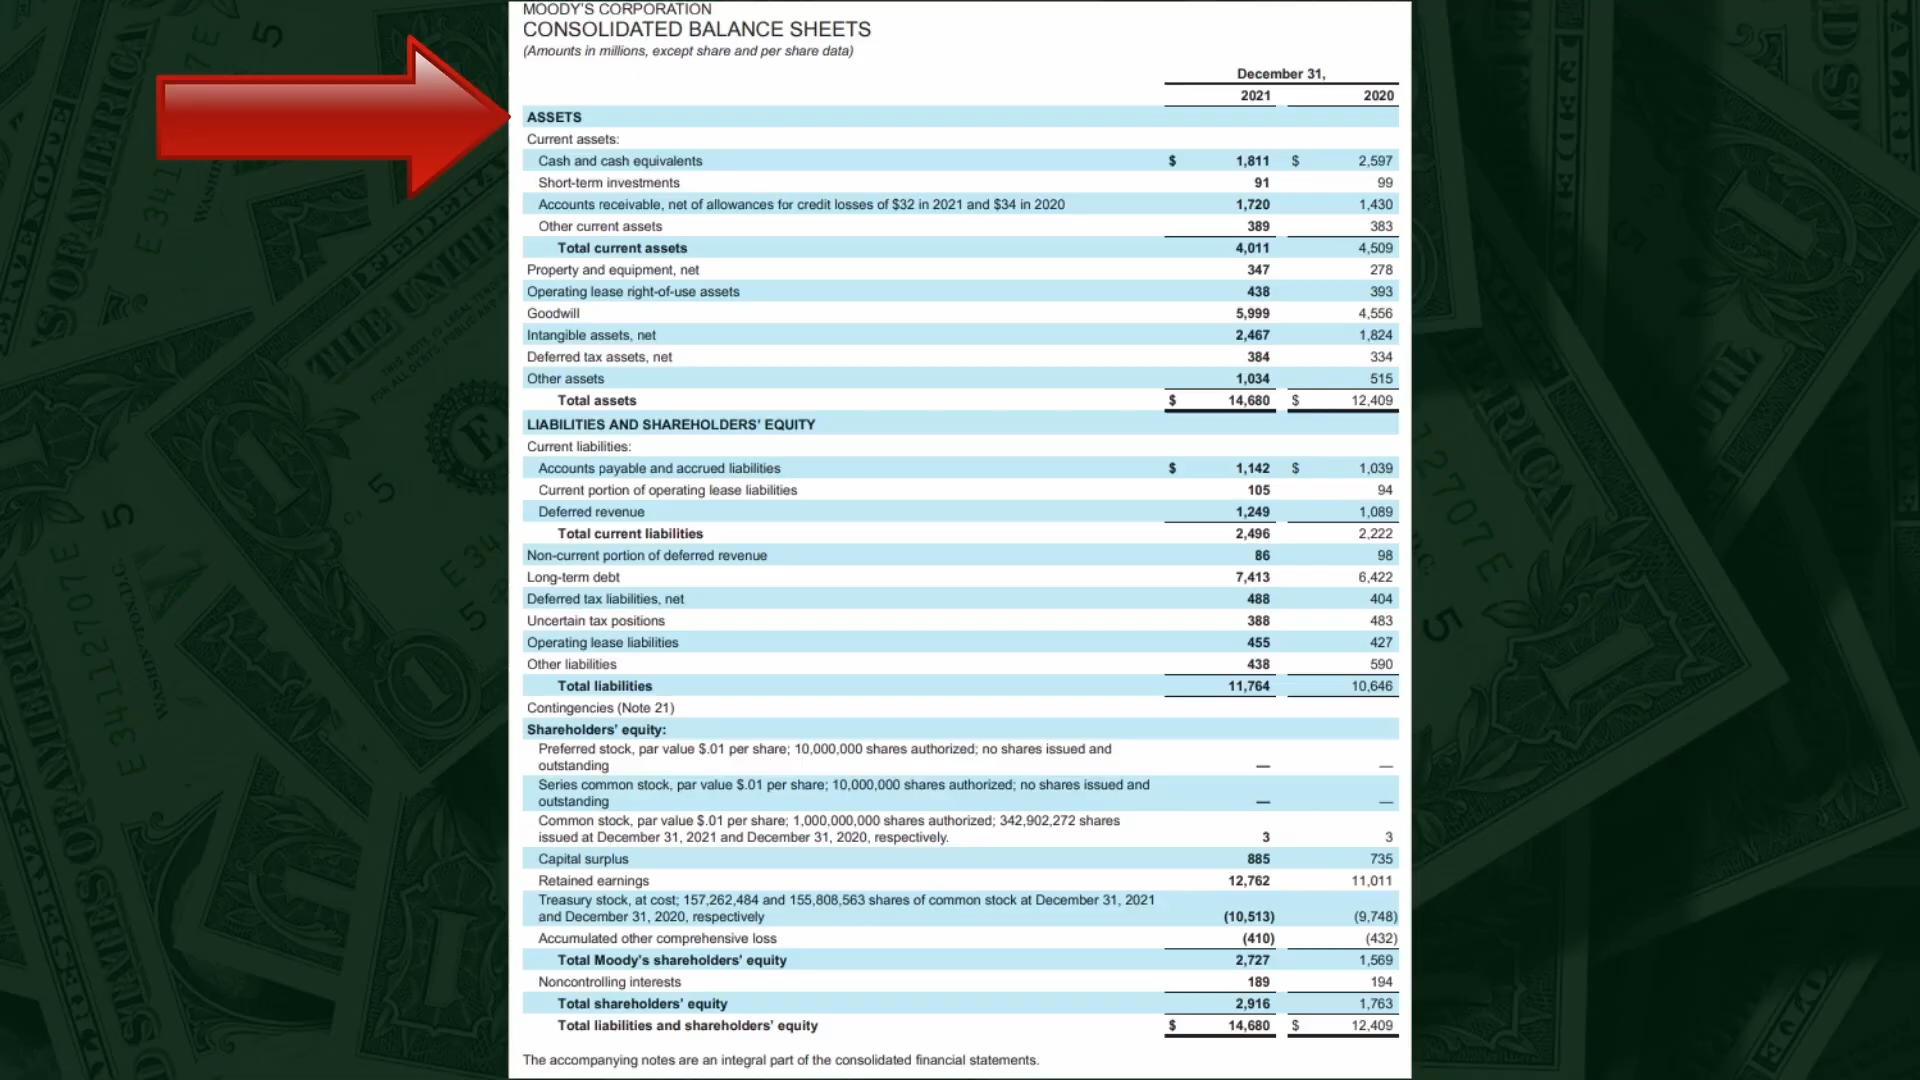 MOODY'S CORPORATION
CONSOLIDATED BALANCE SHEETS
(Amounts in millions, except share and per share data)
December 31,
2021 2020
ASSETS
Current assets:
Cash and cash equivalents $ 1,811 $ 2,597
Short-term investments 91 99
Accounts receivable, net of allowances for credit losses of $32 in 2021 and $34 in 2020 1,720 1,430
Other current assets 389 383
Total current assets 4,011 4,509
Property and equipment, net 347 278
Operating lease right-of-use assets 438 393
Goodwill 5,999 4,556
Intangible assets, net 2,467 1,824
Deferred tax assets, net 384 334
Other assets 1,034 515
Total assets $ 14,680 $ 12,409
LIABILITIES AND SHAREHOLDERS' EQUITY
Current liabilities:
Accounts payable and accrued liabilities $ 1,142 $ 1,039
Current portion of operating lease liabilities 105 94
Deferred revenue 1,249 1,089
Total current liabilities 2,496 2,222
Non-current portion of deferred revenue 86 98
Long-term debt 7,413 6,422
Deferred tax liabilities, net 488 404
Uncertain tax positions 388 483
Operating lease liabilities 455 427
Other liabilities 438 590
Total liabilities 11,764 10,646
Contingencies (Note 21)
Shareholders' equity:
Preferred stock, par value $.01 per share; 10,000,000 shares authorized; no shares issued and
outstanding — —
Series common stock, par value $.01 per share; 10,000,000 shares authorized; no shares issued and
outstanding — —
Common stock, par value $.01 per share; 1,000,000,000 shares authorized; 342,902,272 shares
issued at December 31, 2021 and December 31, 2020, respectively. 3 3
Capital surplus 885 735
Retained earnings 12,762 11,011
Treasury stock, at cost; 157,262,484 and 155,808,563 shares of common stock at December 31, 2021
and December 31, 2020, respectively (10,513) (9,748)
Accumulated other comprehensive loss (410) (432)
Total Moody's shareholders' equity 2,727 1,569
Noncontrolling interests 189 194
Total shareholders' equity 2,916 1,763
Total liabilities and shareholders' equity $ 14,680 $ 12,409
The accompanying notes are an integral part of the consolidated financial statements.